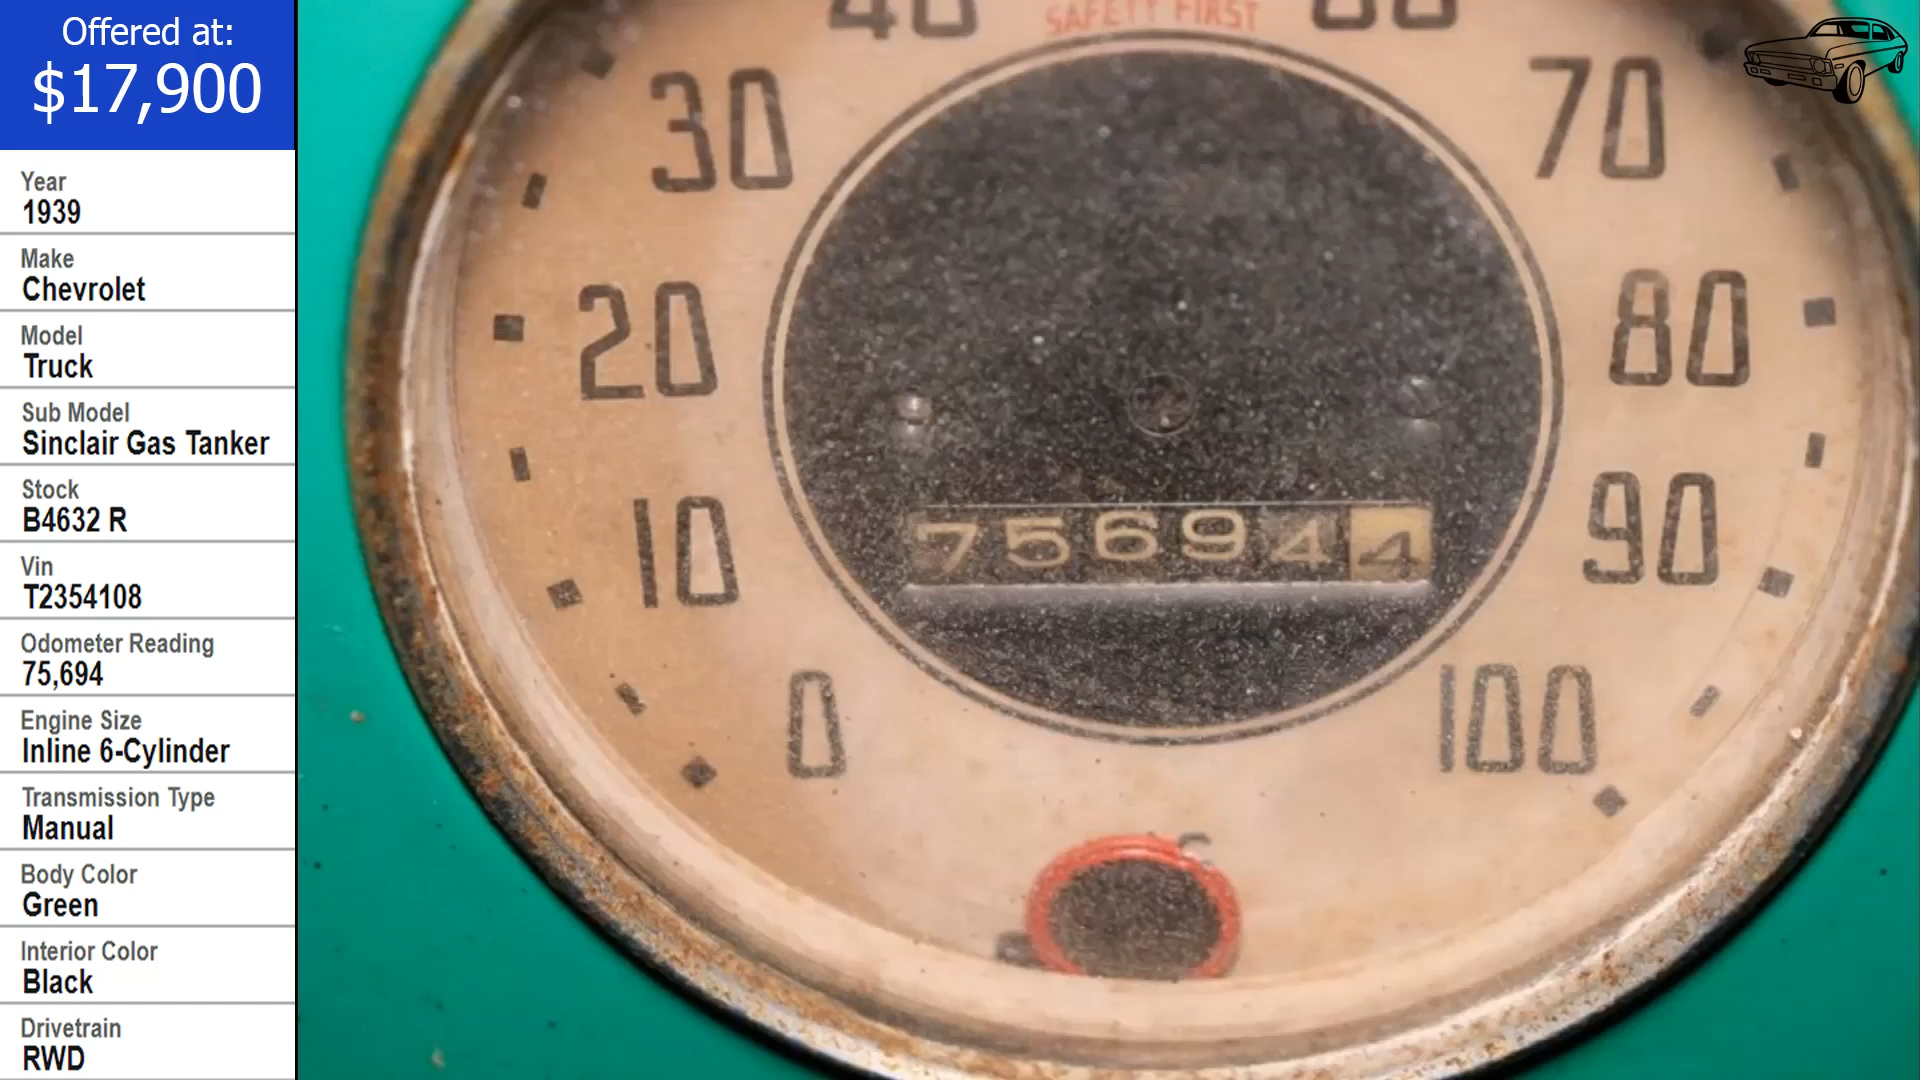 Offered at:
$17,900
Year
1939
Make
Chevrolet
Model
Truck
Sub Model
Sinclair Gas Tanker
Stock
B4632 R
Vin
T2354108
Odometer Reading
75,694
Engine Size
Inline 6-Cylinder
Transmission Type
Manual
Body Color
Green
Interior Color
Black
Drivetrain
RWD
SAFETY FIRST
0
10
20
30
40
60
70
80
90
100
756944